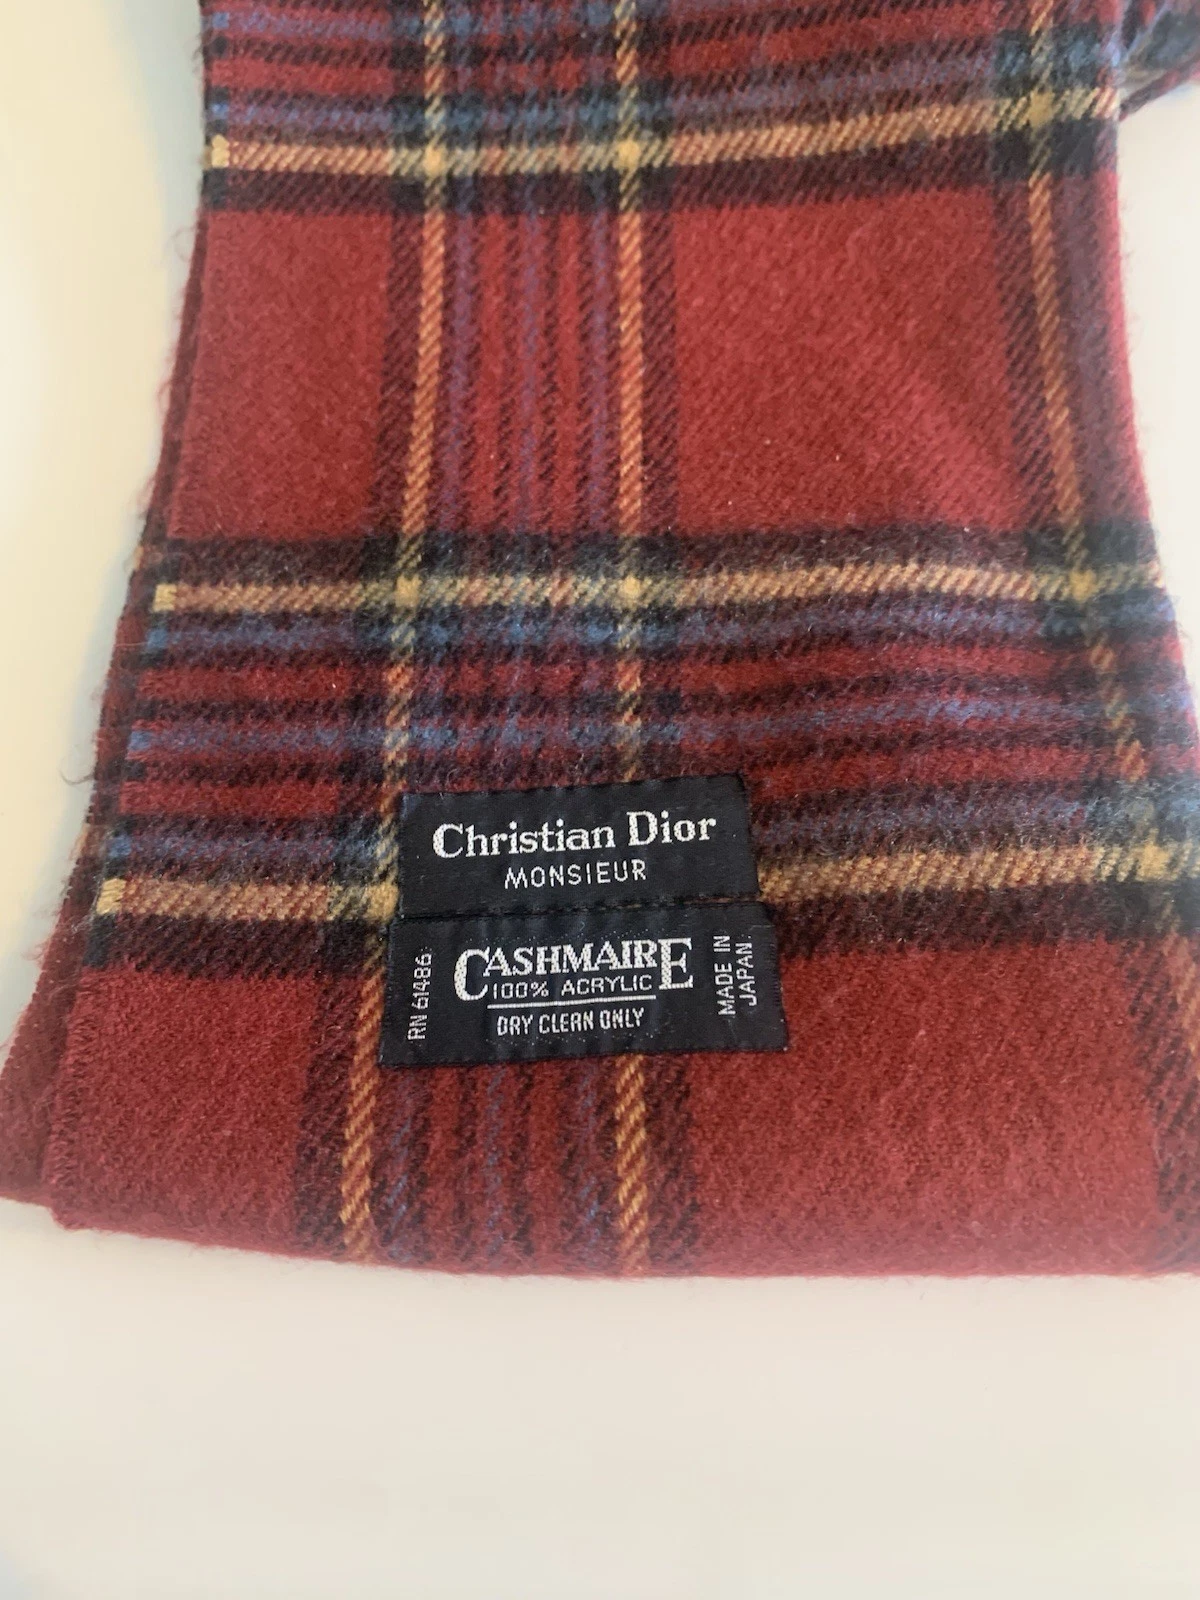 Christian Dior
MONSIEUR
RN 61486
CASHMAIRE
100% ACRYLIC
DRY CLEAN ONLY
MADE IN
JAPAN